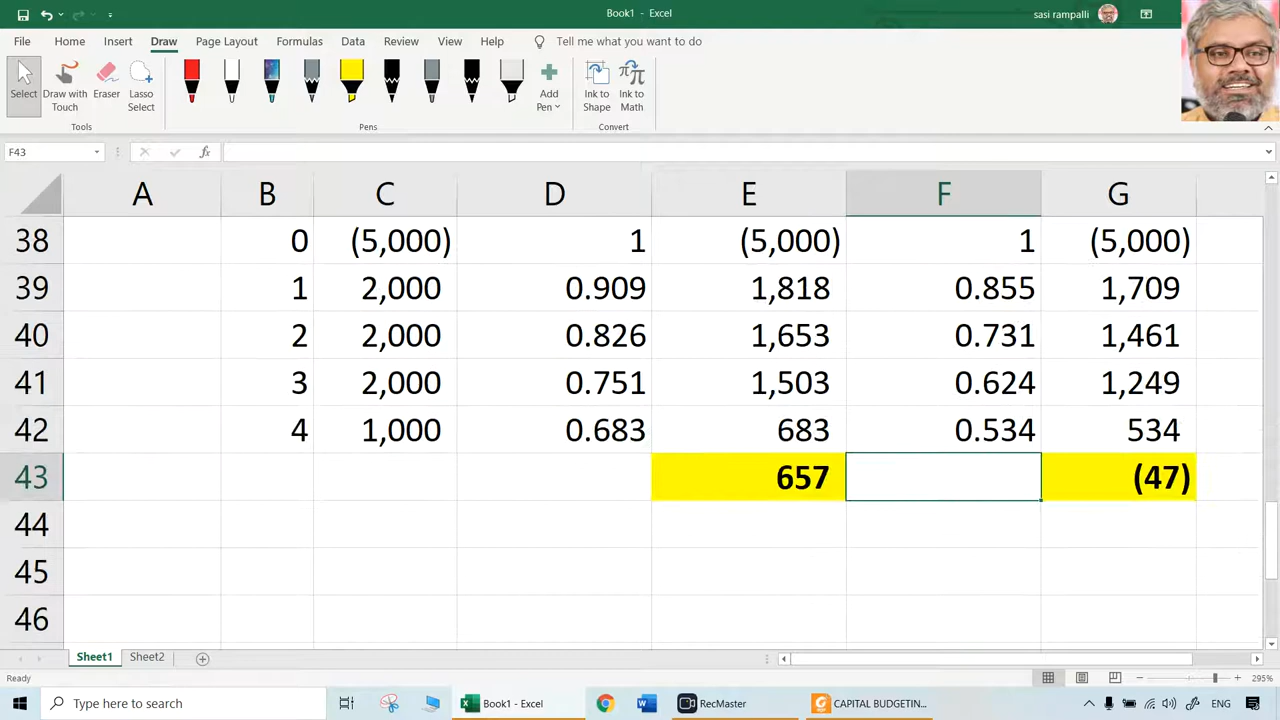 Book1 - Excel
sasi rampalli
File Home Insert Draw Page Layout Formulas Data Review View Help Tell me what you want to do
Select
Draw with Touch
Eraser
Lasso Select
Add Pen
Ink to Shape
Ink to Math
Tools Pens Convert
F43 fx
A B C D E F G
38 0 (5,000) 1 (5,000) 1 (5,000)
39 1 2,000 0.909 1,818 0.855 1,709
40 2 2,000 0.826 1,653 0.731 1,461
41 3 2,000 0.751 1,503 0.624 1,249
42 4 1,000 0.683 683 0.534 534
43 657 (47)
44
45
46
Sheet1 Sheet2
Ready 295%
Type here to search Book1 - Excel RecMaster CAPITAL BUDGETIN... ENG